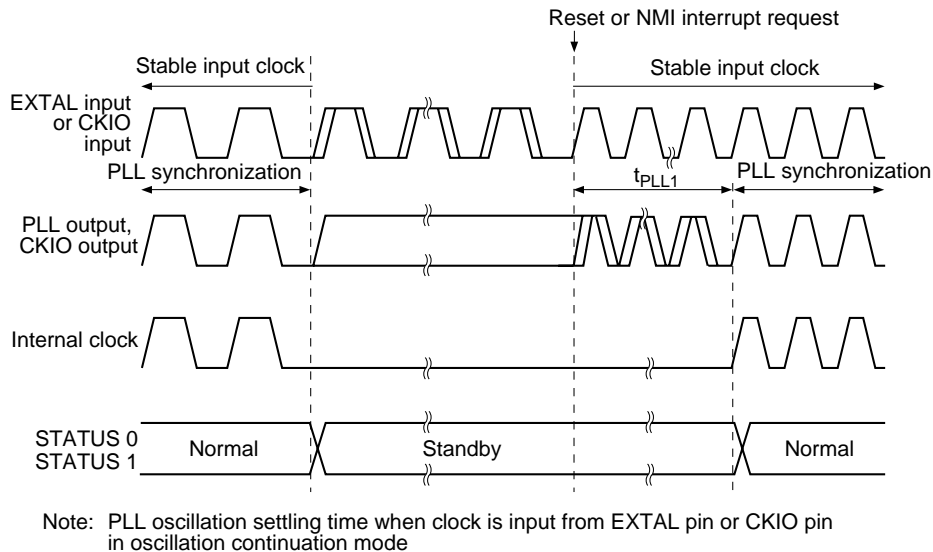 Reset or NMI interrupt request
Stable input clock
Stable input clock
EXTAL input
or CKIO
input
PLL synchronization
tPLL1
PLL synchronization
PLL output,
CKIO output
Internal clock
STATUS 0
STATUS 1
Normal
Standby
Normal
Note: PLL oscillation settling time when clock is input from EXTAL pin or CKIO pin
in oscillation continuation mode